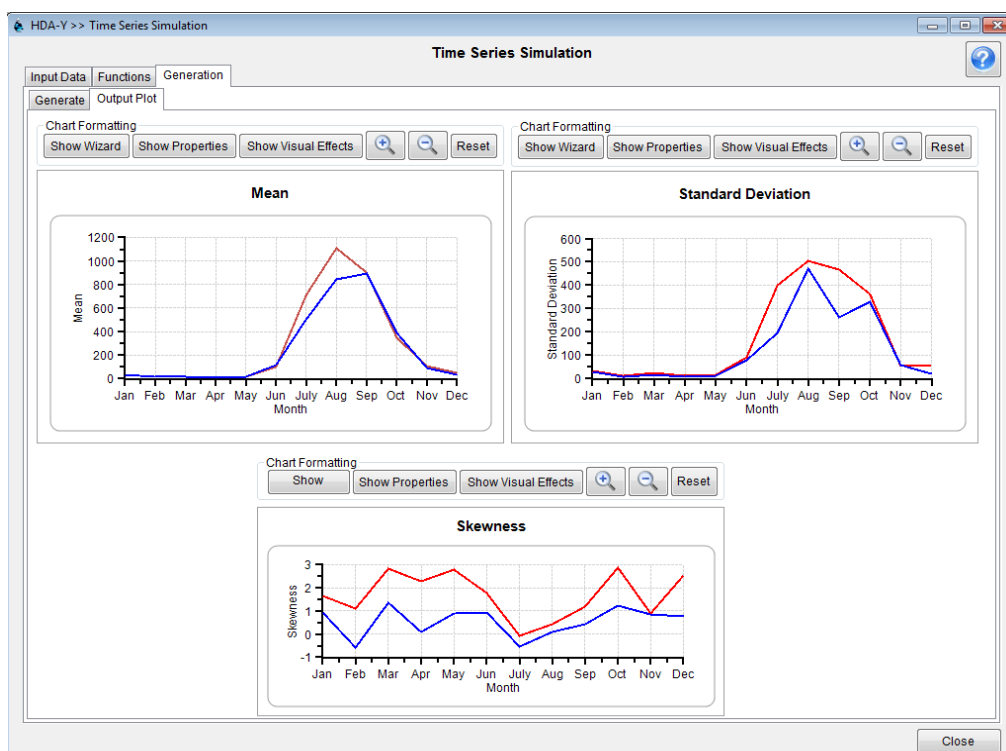 HDA-Y >> Time Series Simulation
Time Series Simulation
Input Data Functions Generation
Generate Output Plot
Chart Formatting
Show Wizard Show Properties Show Visual Effects Reset
Mean
1200
1000
800
600
400
200
0
Mean
Jan Feb Mar Apr May Jun July Aug Sep Oct Nov Dec
Month
Chart Formatting
Show Wizard Show Properties Show Visual Effects Reset
Standard Deviation
600
500
400
300
200
100
0
Standard Deviation
Jan Feb Mar Apr May Jun July Aug Sep Oct Nov Dec
Month
Chart Formatting
Show Show Properties Show Visual Effects Reset
Skewness
3
2
1
0
-1
Skewness
Jan Feb Mar Apr May Jun July Aug Sep Oct Nov Dec
Month
Close